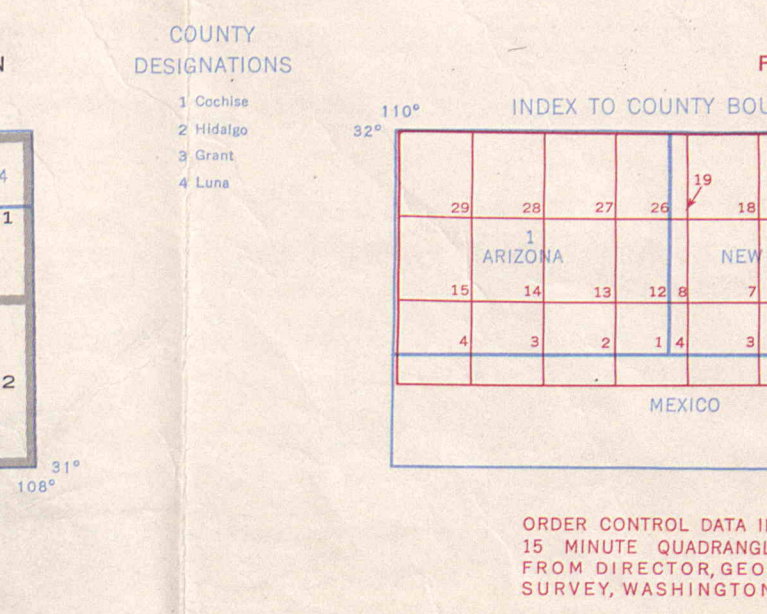 N
4
1
2
31°
108°
COUNTY
DESIGNATIONS
1 Cochise
2 Hidalgo
3 Grant
4 Luna
F
INDEX TO COUNTY BOU
110°
32°
19
29 28 27 26 18
1
ARIZONA NEW
15 14 13 12 8 7
4 3 2 1 4 3
MEXICO
ORDER CONTROL DATA I
15 MINUTE QUADRANGL
FROM DIRECTOR, GEO
SURVEY, WASHINGTON